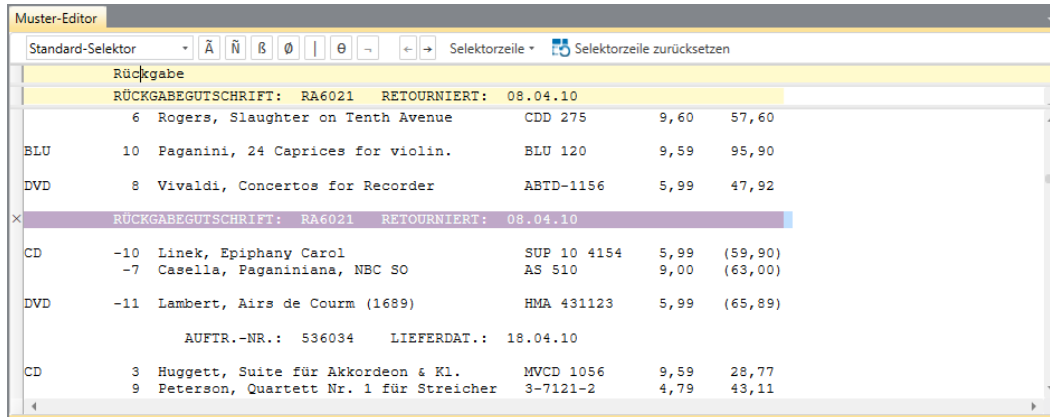 Muster-Editor
Standard-Selektor Ã Ñ ß Ø | ɵ ¬ ← → Selektorzeile Selektorzeile zurücksetzen
Rückgabe
RÜCKGABEGUTSCHRIFT: RA6021 RETOURNIERT: 08.04.10
6 Rogers, Slaughter on Tenth Avenue CDD 275 9,60 57,60
BLU 10 Paganini, 24 Caprices for violin. BLU 120 9,59 95,90
DVD 8 Vivaldi, Concertos for Recorder ABTD-1156 5,99 47,92
RÜCKGABEGUTSCHRIFT: RA6021 RETOURNIERT: 08.04.10
CD -10 Linek, Epiphany Carol SUP 10 4154 5,99 (59,90)
-7 Casella, Paganiniana, NBC SO AS 510 9,00 (63,00)
DVD -11 Lambert, Airs de Courm (1689) HMA 431123 5,99 (65,89)
AUFTR.-NR.: 536034 LIEFERDAT.: 18.04.10
CD 3 Huggett, Suite für Akkordeon & Kl. MVCD 1056 9,59 28,77
9 Peterson, Quartett Nr. 1 für Streicher 3-7121-2 4,79 43,11